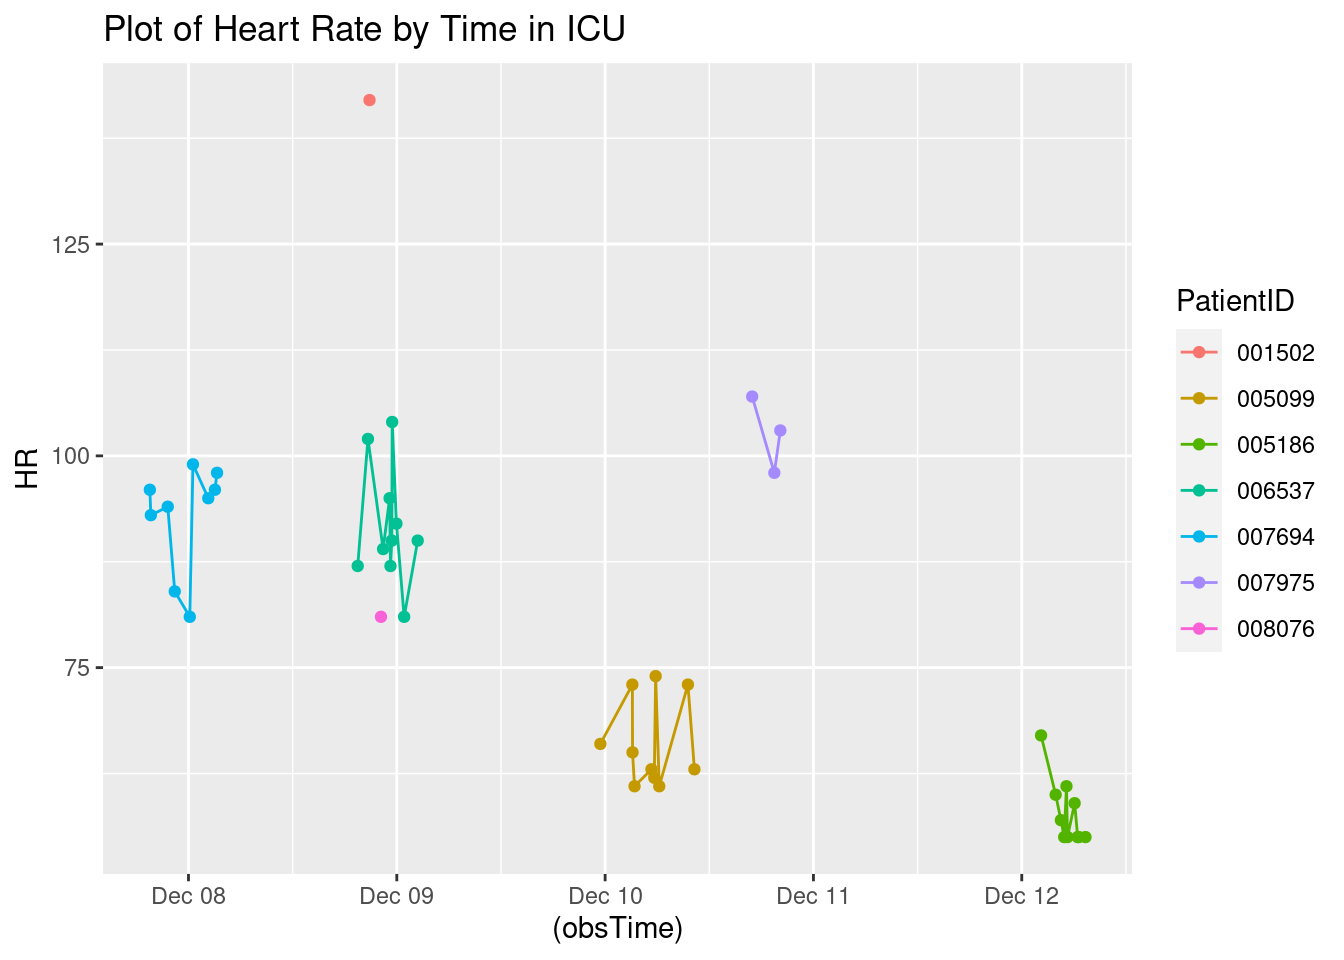 Plot of Heart Rate by Time in ICU
125
100
75
HR
Dec 08
Dec 09
Dec 10
Dec 11
Dec 12
(obsTime)
PatientID
001502
005099
005186
006537
007694
007975
008076